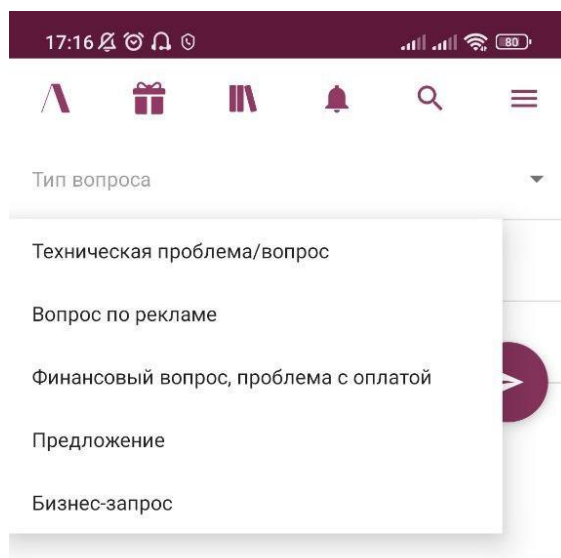 17:16
80
Тип вопроса
Техническая проблема/вопрос
Вопрос по рекламе
Финансовый вопрос, проблема с оплатой
Предложение
Бизнес-запрос